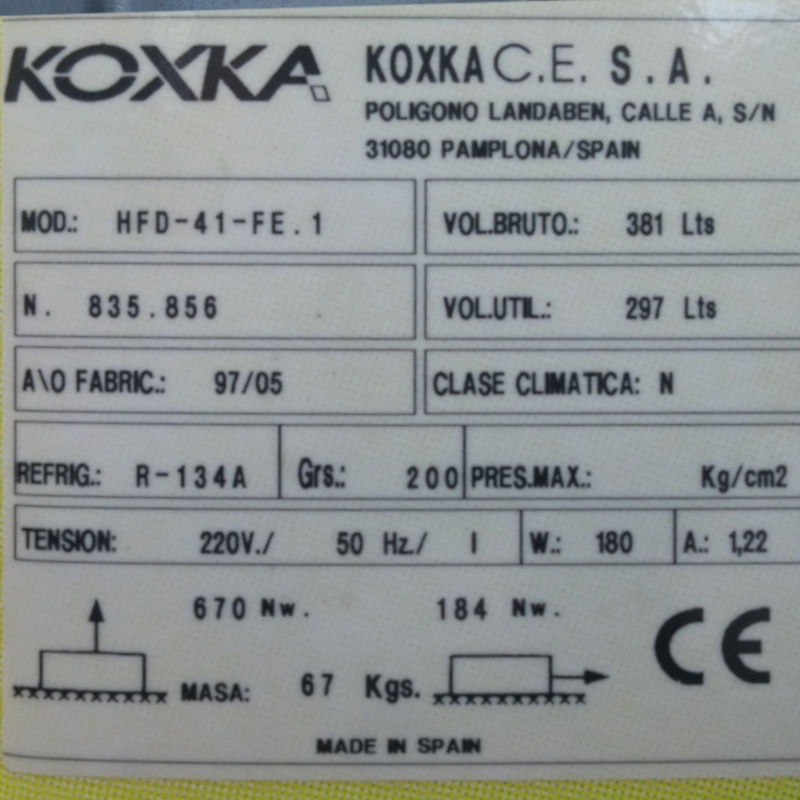 KOXKA
KOXKA C.E. S.A.
POLIGONO LANDABEN, CALLE A, S/N
31080 PAMPLONA/SPAIN
MOD.: HFD-41-FE.1
VOL.BRUTO.: 381 Lts
N. 835.856
VOL.UTIL.: 297 Lts
A\O FABRIC.: 97/05
CLASE CLIMATICA: N
REFRIG.: R-134A Grs.: 200 PRES.MAX.: Kg/cm2
TENSION: 220V./ 50 Hz./ I W.: 180 A.: 1,22
670 Nw. 184 Nw.
CE
MASA: 67 Kgs.
MADE IN SPAIN